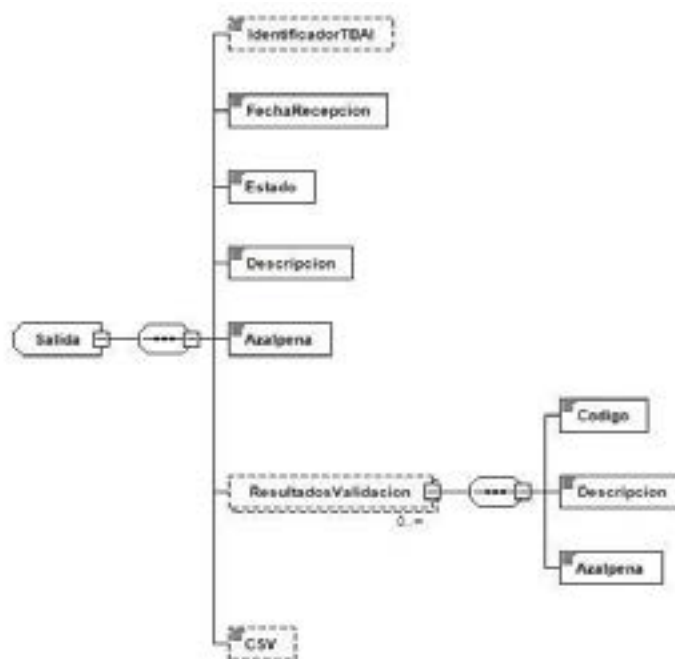 IdentificadorTBAI
FechaRecepcion
Estado
Descripcion
Salida
Azalpena
Codigo
ResultadosValidacion
Descripcion
0..∞
Azalpena
CSV